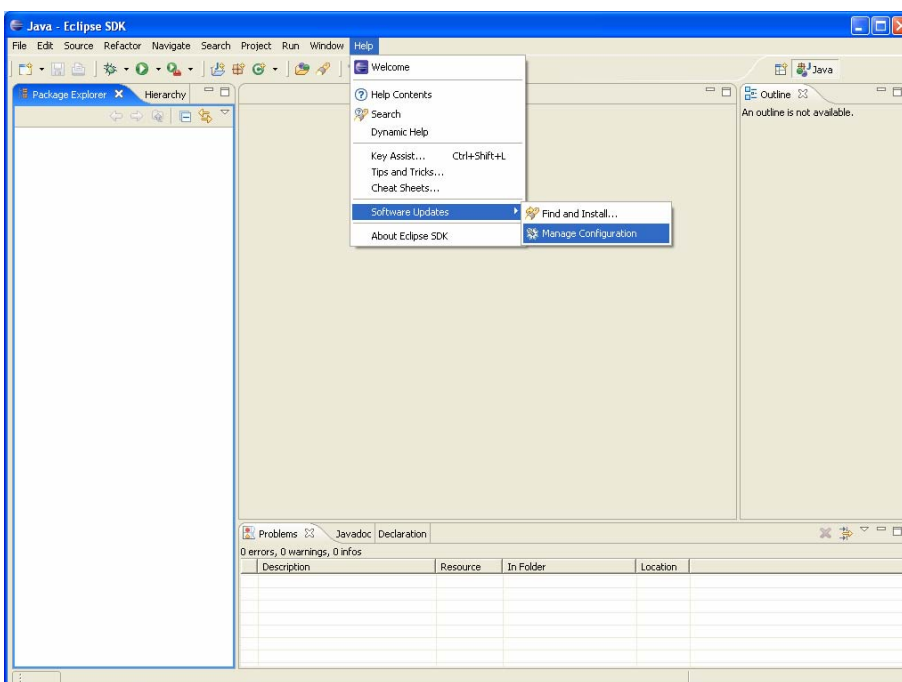 Java - Eclipse SDK
File Edit Source Refactor Navigate Search Project Run Window Help
Java
Package Explorer Hierarchy
Outline
An outline is not available.
Welcome
Help Contents
Search
Dynamic Help
Key Assist... Ctrl+Shift+L
Tips and Tricks...
Cheat Sheets...
Software Updates
About Eclipse SDK
Find and Install...
Manage Configuration
Problems Javadoc Declaration
0 errors, 0 warnings, 0 infos
Description Resource In Folder Location